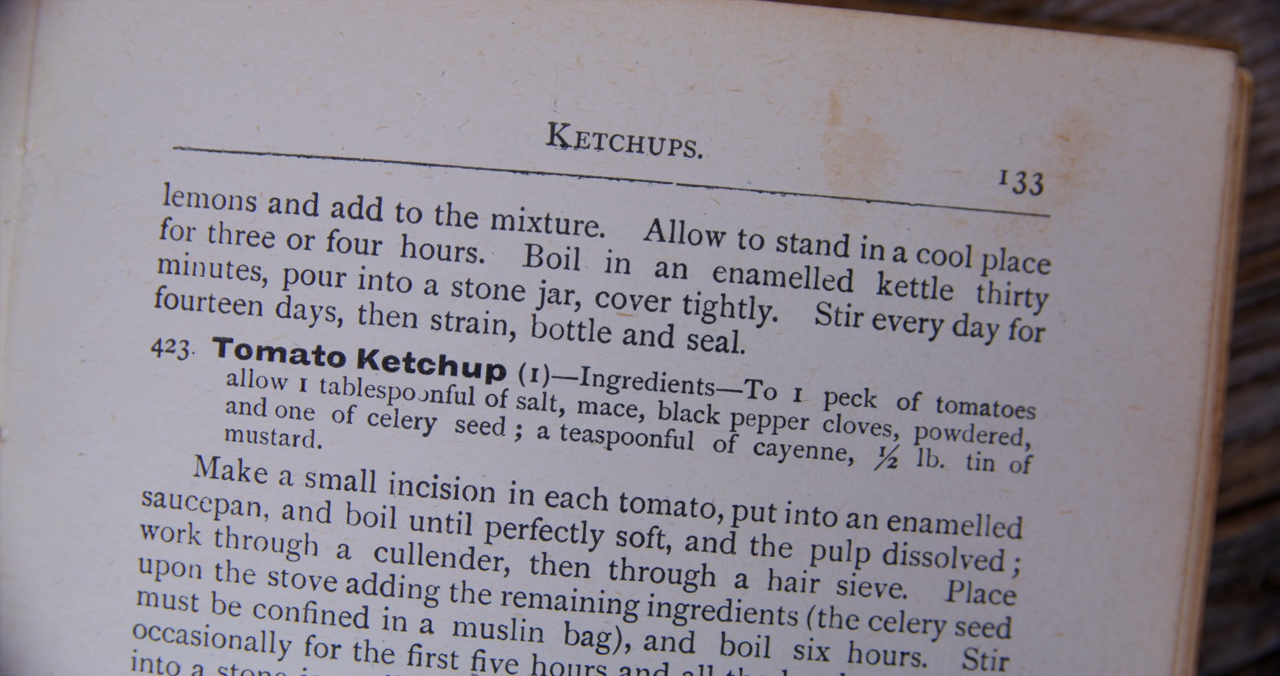 KETCHUPS.
133
lemons and add to the mixture. Allow to stand in a cool place
for three or four hours. Boil in an enamelled kettle thirty
minutes, pour into a stone jar, cover tightly. Stir every day for
fourteen days, then strain, bottle and seal.
423. Tomato Ketchup (1)—Ingredients—To 1 peck of tomatoes
allow 1 tablespoonful of salt, mace, black pepper cloves, powdered,
and one of celery seed ; a teaspoonful of cayenne, ½ lb. tin of
mustard.
Make a small incision in each tomato, put into an enamelled
saucepan, and boil until perfectly soft, and the pulp dissolved ;
work through a cullender, then through a hair sieve. Place
upon the stove adding the remaining ingredients (the celery seed
must be confined in a muslin bag), and boil six hours. Stir
occasionally for the first five hours and all the
into a stone